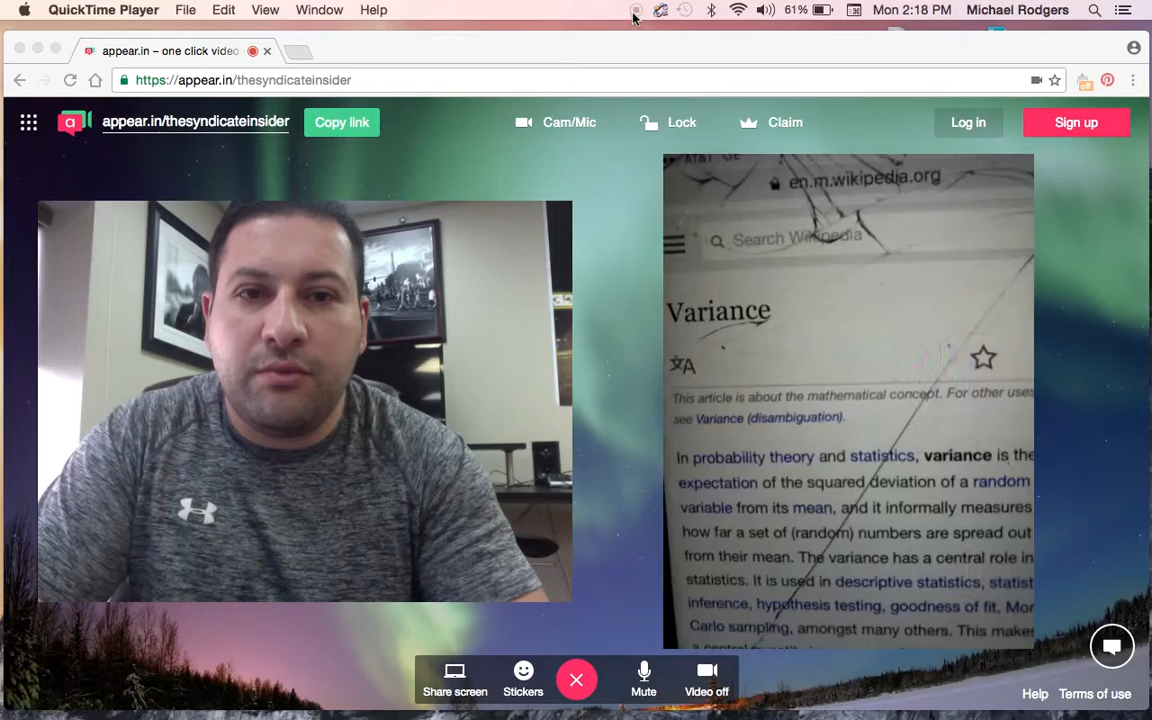 QuickTime Player File Edit View Window Help 61% Mon 2:18 PM Michael Rodgers
appear.in – one click video
https://appear.in/thesyndicateinsider
off
appear.in/thesyndicateinsider Copy link Cam/Mic Lock Claim Log in Sign up
en.m.wikipedia.org
Search Wikipedia
Variance
文A
This article is about the mathematical concept. For other uses
see Variance (disambiguation).
In probability theory and statistics, variance is the
expectation of the squared deviation of a random
variable from its mean, and it informally measures
how far a set of (random) numbers are spread out
from their mean. The variance has a central role in
statistics. It is used in descriptive statistics, statist
inference, hypothesis testing, goodness of fit, Mon
Carlo sampling, amongst many others. This makes
Share screen Stickers Mute Video off
Help Terms of use